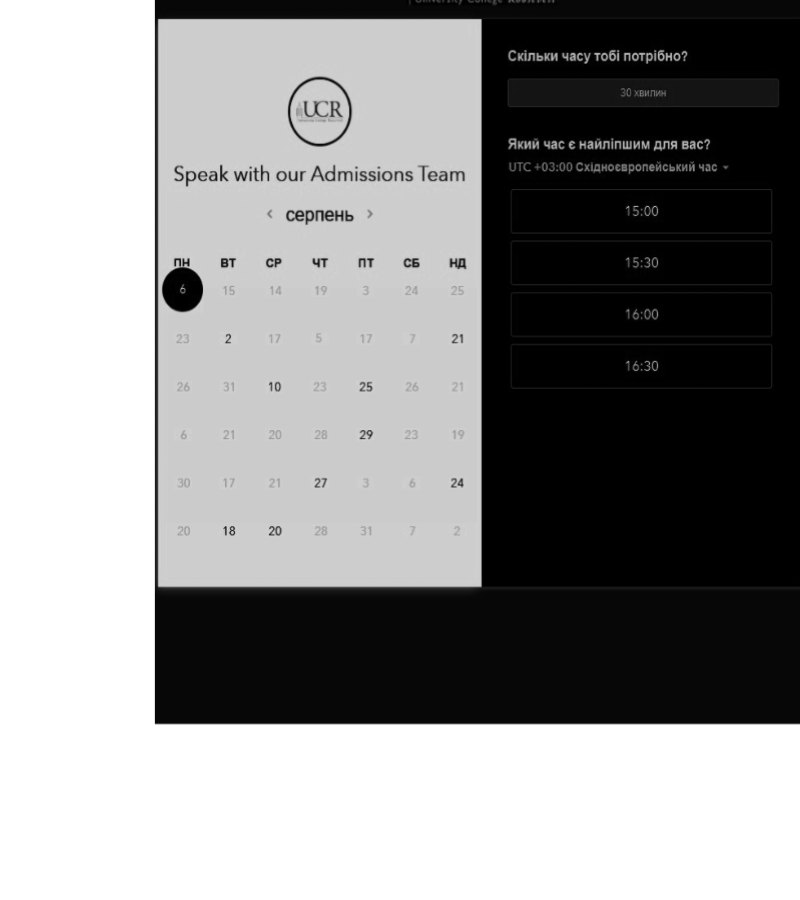 University College
UCR
Speak with our Admissions Team
< серпень >
ПН ВТ СР ЧТ ПТ СБ НД
6 15 14 19 3 24 25
23 2 17 5 17 7 21
26 31 10 23 25 26 21
6 21 20 28 29 23 19
30 17 21 27 3 6 24
20 18 20 28 31 7 2
Скільки часу тобі потрібно?
30 хвилин
Який час є найліпшим для вас?
UTC +03:00 Східноєвропейський час
15:00
15:30
16:00
16:30